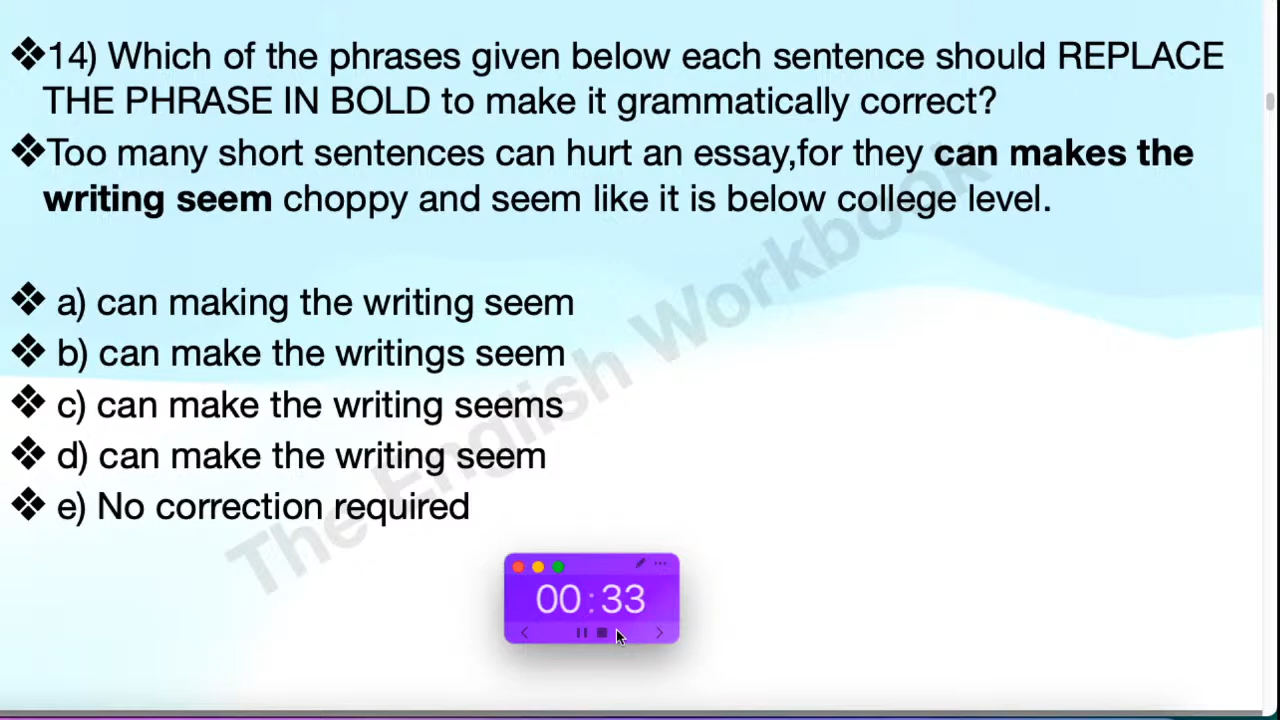 ❖14) Which of the phrases given below each sentence should REPLACE
THE PHRASE IN BOLD to make it grammatically correct?
❖Too many short sentences can hurt an essay,for they can makes the
writing seem choppy and seem like it is below college level.
❖ a) can making the writing seem
❖ b) can make the writings seem
❖ c) can make the writing seems
❖ d) can make the writing seem
❖ e) No correction required
The English Workbook
00:33